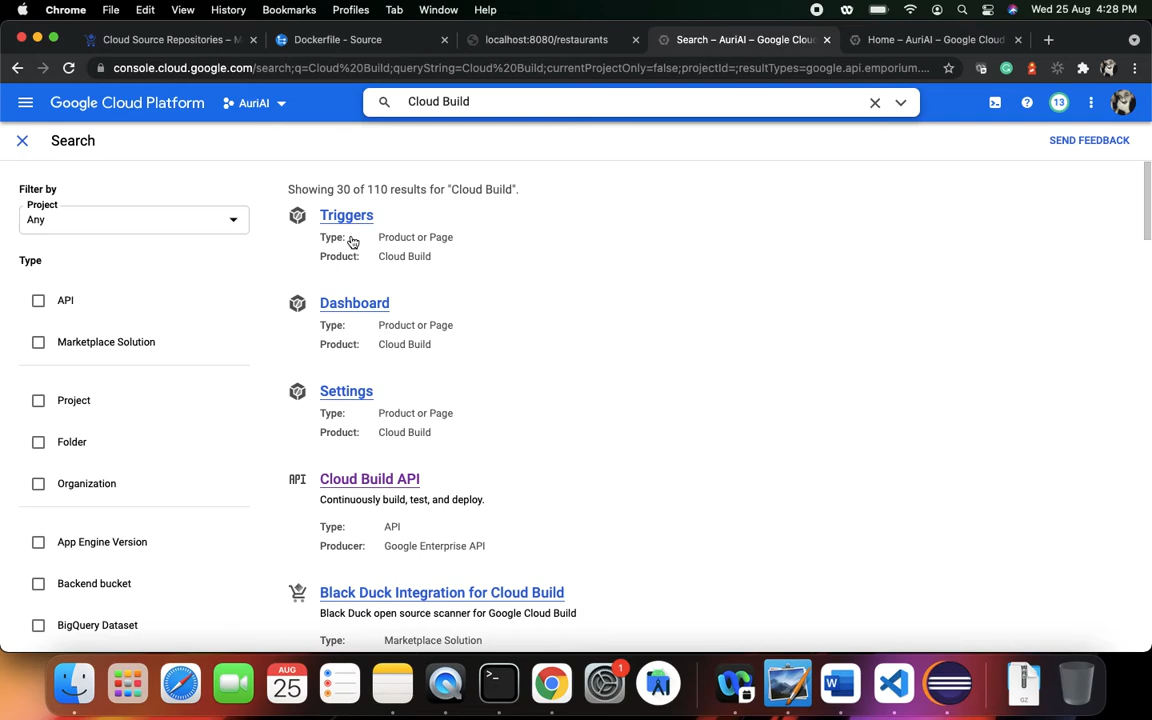 Chrome File Edit View History Bookmarks Profiles Tab Window Help Wed 25 Aug 4:28 PM
Cloud Source Repositories – M Dockerfile - Source localhost:8080/restaurants Search – AuriAI – Google Clou Home – AuriAI – Google Cloud
console.cloud.google.com/search;q=Cloud%20Build;queryString=Cloud%20Build;currentProjectOnly=false;projectId=;resultTypes=google.api.emporium....
Google Cloud Platform AuriAI Cloud Build 13
Search SEND FEEDBACK
Filter by
Project
Any
Type
API
Marketplace Solution
Project
Folder
Organization
App Engine Version
Backend bucket
BigQuery Dataset
Showing 30 of 110 results for "Cloud Build".
Triggers
Type: Product or Page
Product: Cloud Build
Dashboard
Type: Product or Page
Product: Cloud Build
Settings
Type: Product or Page
Product: Cloud Build
API Cloud Build API
Continuously build, test, and deploy.
Type: API
Producer: Google Enterprise API
Black Duck Integration for Cloud Build
Black Duck open source scanner for Google Cloud Build
Type: Marketplace Solution
AUG
25
1
W
GZ